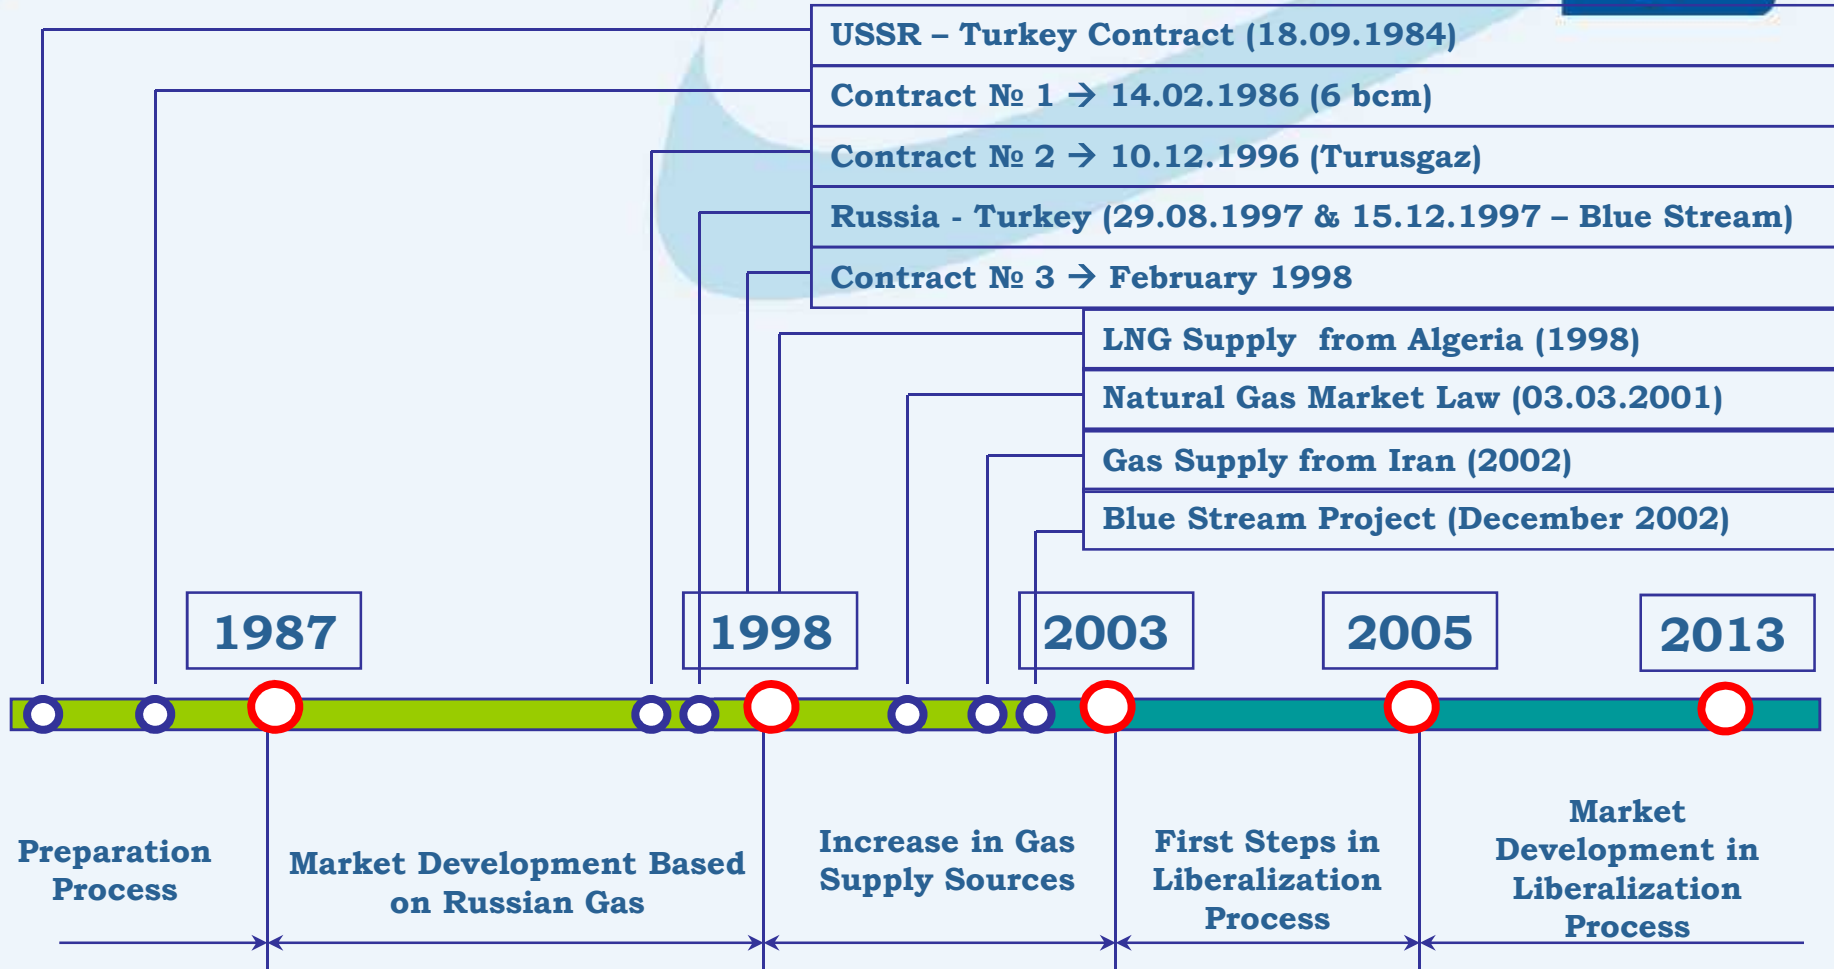 USSR – Turkey Contract (18.09.1984)
Contract № 1 → 14.02.1986 (6 bcm)
Contract № 2 → 10.12.1996 (Turusgaz)
Russia - Turkey (29.08.1997 & 15.12.1997 – Blue Stream)
Contract № 3 → February 1998
LNG Supply from Algeria (1998)
Natural Gas Market Law (03.03.2001)
Gas Supply from Iran (2002)
Blue Stream Project (December 2002)
1987
1998
2003
2005
2013
Preparation
Process
Market Development Based
on Russian Gas
Increase in Gas
Supply Sources
First Steps in
Liberalization
Process
Market
Development in
Liberalization
Process